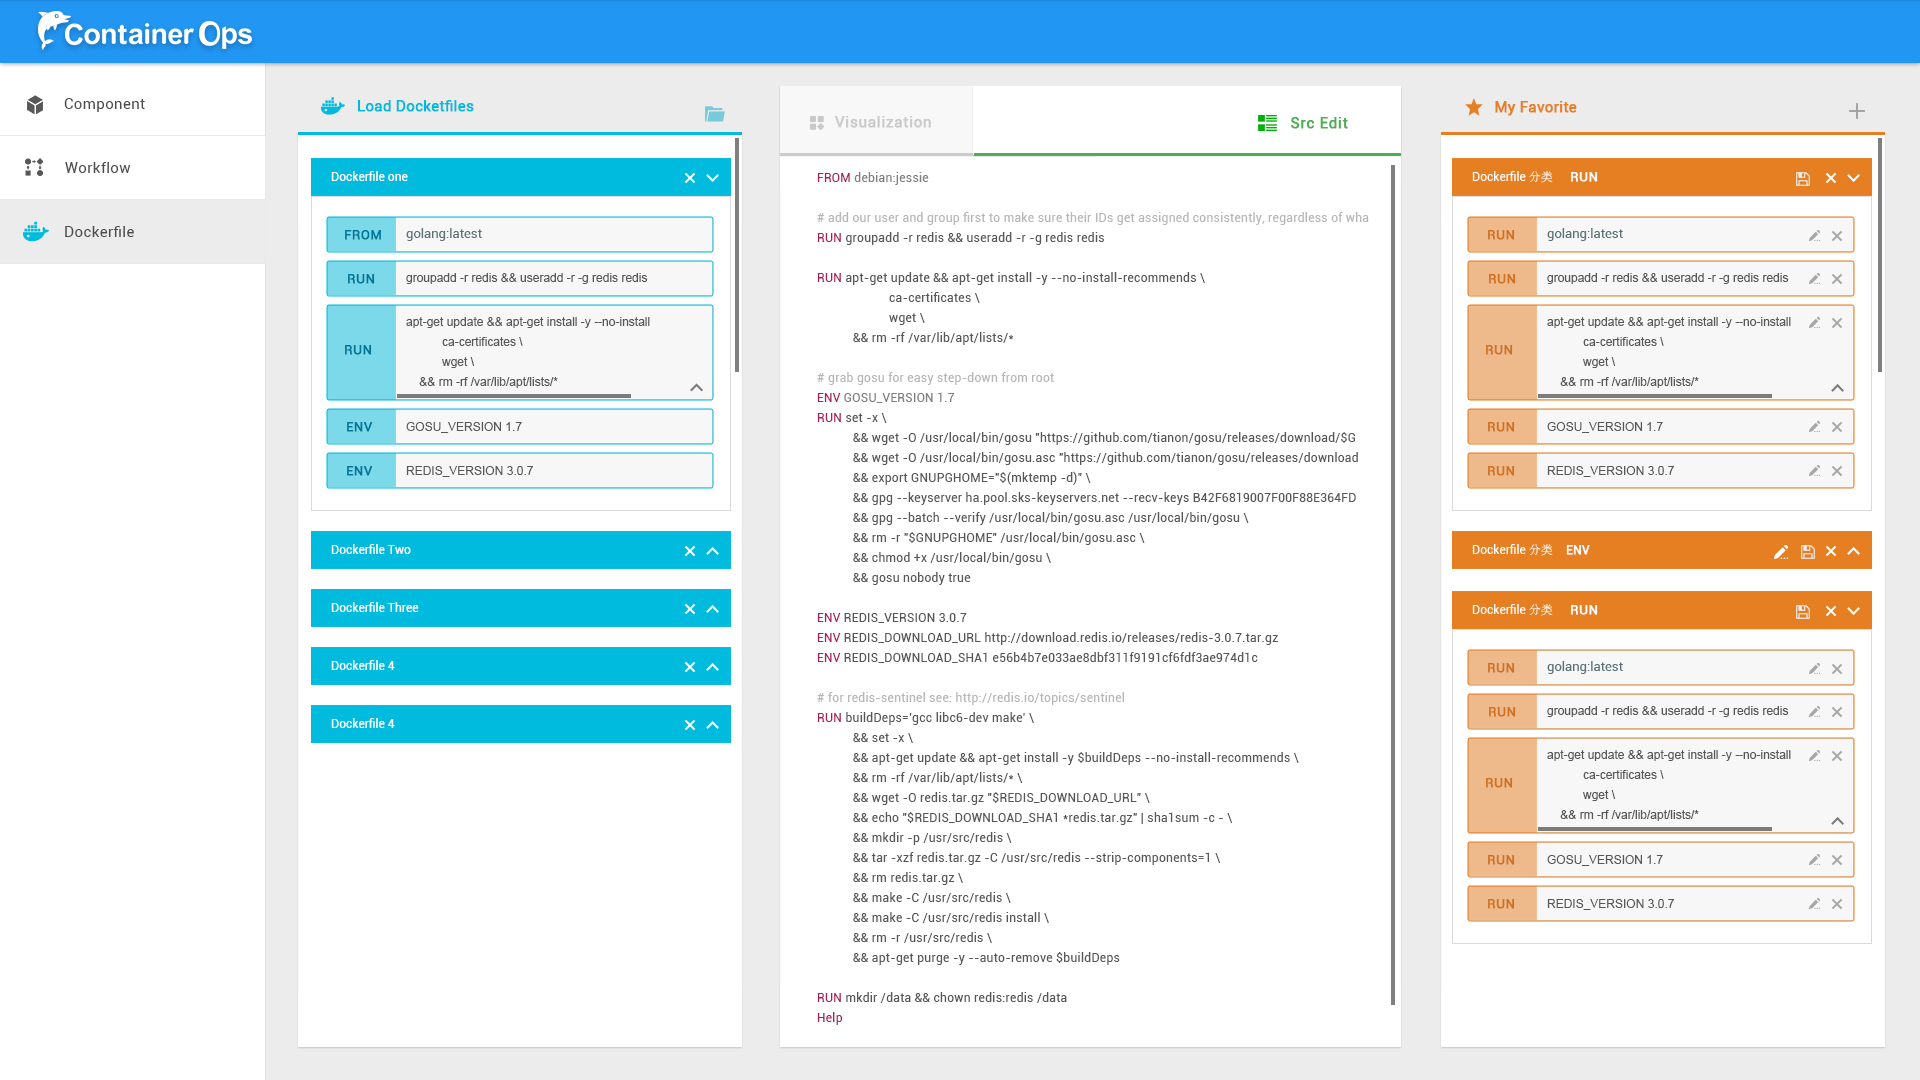 Container Ops
Component
Workflow
Dockerfile
Load Docketfiles
Dockerfile one
FROM golang:latest
RUN groupadd -r redis && useradd -r -g redis redis
RUN apt-get update && apt-get install -y --no-install
ca-certificates \
wget \
&& rm -rf /var/lib/apt/lists/*
ENV GOSU_VERSION 1.7
ENV REDIS_VERSION 3.0.7
Dockerfile Two
Dockerfile Three
Dockerfile 4
Dockerfile 4
Visualization
Src Edit
FROM debian:jessie
# add our user and group first to make sure their IDs get assigned consistently, regardless of wha
RUN groupadd -r redis && useradd -r -g redis redis
RUN apt-get update && apt-get install -y --no-install-recommends \
ca-certificates \
wget \
&& rm -rf /var/lib/apt/lists/*
# grab gosu for easy step-down from root
ENV GOSU_VERSION 1.7
RUN set -x \
&& wget -O /usr/local/bin/gosu "https://github.com/tianon/gosu/releases/download/$G
&& wget -O /usr/local/bin/gosu.asc "https://github.com/tianon/gosu/releases/download
&& export GNUPGHOME="$(mktemp -d)" \
&& gpg --keyserver ha.pool.sks-keyservers.net --recv-keys B42F6819007F00F88E364FD
&& gpg --batch --verify /usr/local/bin/gosu.asc /usr/local/bin/gosu \
&& rm -r "$GNUPGHOME" /usr/local/bin/gosu.asc \
&& chmod +x /usr/local/bin/gosu \
&& gosu nobody true
ENV REDIS_VERSION 3.0.7
ENV REDIS_DOWNLOAD_URL http://download.redis.io/releases/redis-3.0.7.tar.gz
ENV REDIS_DOWNLOAD_SHA1 e56b4b7e033ae8dbf311f9191cf6fdf3ae974d1c
# for redis-sentinel see: http://redis.io/topics/sentinel
RUN buildDeps='gcc libc6-dev make' \
&& set -x \
&& apt-get update && apt-get install -y $buildDeps --no-install-recommends \
&& rm -rf /var/lib/apt/lists/* \
&& wget -O redis.tar.gz "$REDIS_DOWNLOAD_URL" \
&& echo "$REDIS_DOWNLOAD_SHA1 *redis.tar.gz" | sha1sum -c - \
&& mkdir -p /usr/src/redis \
&& tar -xzf redis.tar.gz -C /usr/src/redis --strip-components=1 \
&& rm redis.tar.gz \
&& make -C /usr/src/redis \
&& make -C /usr/src/redis install \
&& rm -r /usr/src/redis \
&& apt-get purge -y --auto-remove $buildDeps
RUN mkdir /data && chown redis:redis /data
Help
My Favorite
Dockerfile 分类 RUN
RUN golang:latest
RUN groupadd -r redis && useradd -r -g redis redis
RUN apt-get update && apt-get install -y --no-install
ca-certificates \
wget \
&& rm -rf /var/lib/apt/lists/*
RUN GOSU_VERSION 1.7
RUN REDIS_VERSION 3.0.7
Dockerfile 分类 ENV
Dockerfile 分类 RUN
RUN golang:latest
RUN groupadd -r redis && useradd -r -g redis redis
RUN apt-get update && apt-get install -y --no-install
ca-certificates \
wget \
&& rm -rf /var/lib/apt/lists/*
RUN GOSU_VERSION 1.7
RUN REDIS_VERSION 3.0.7